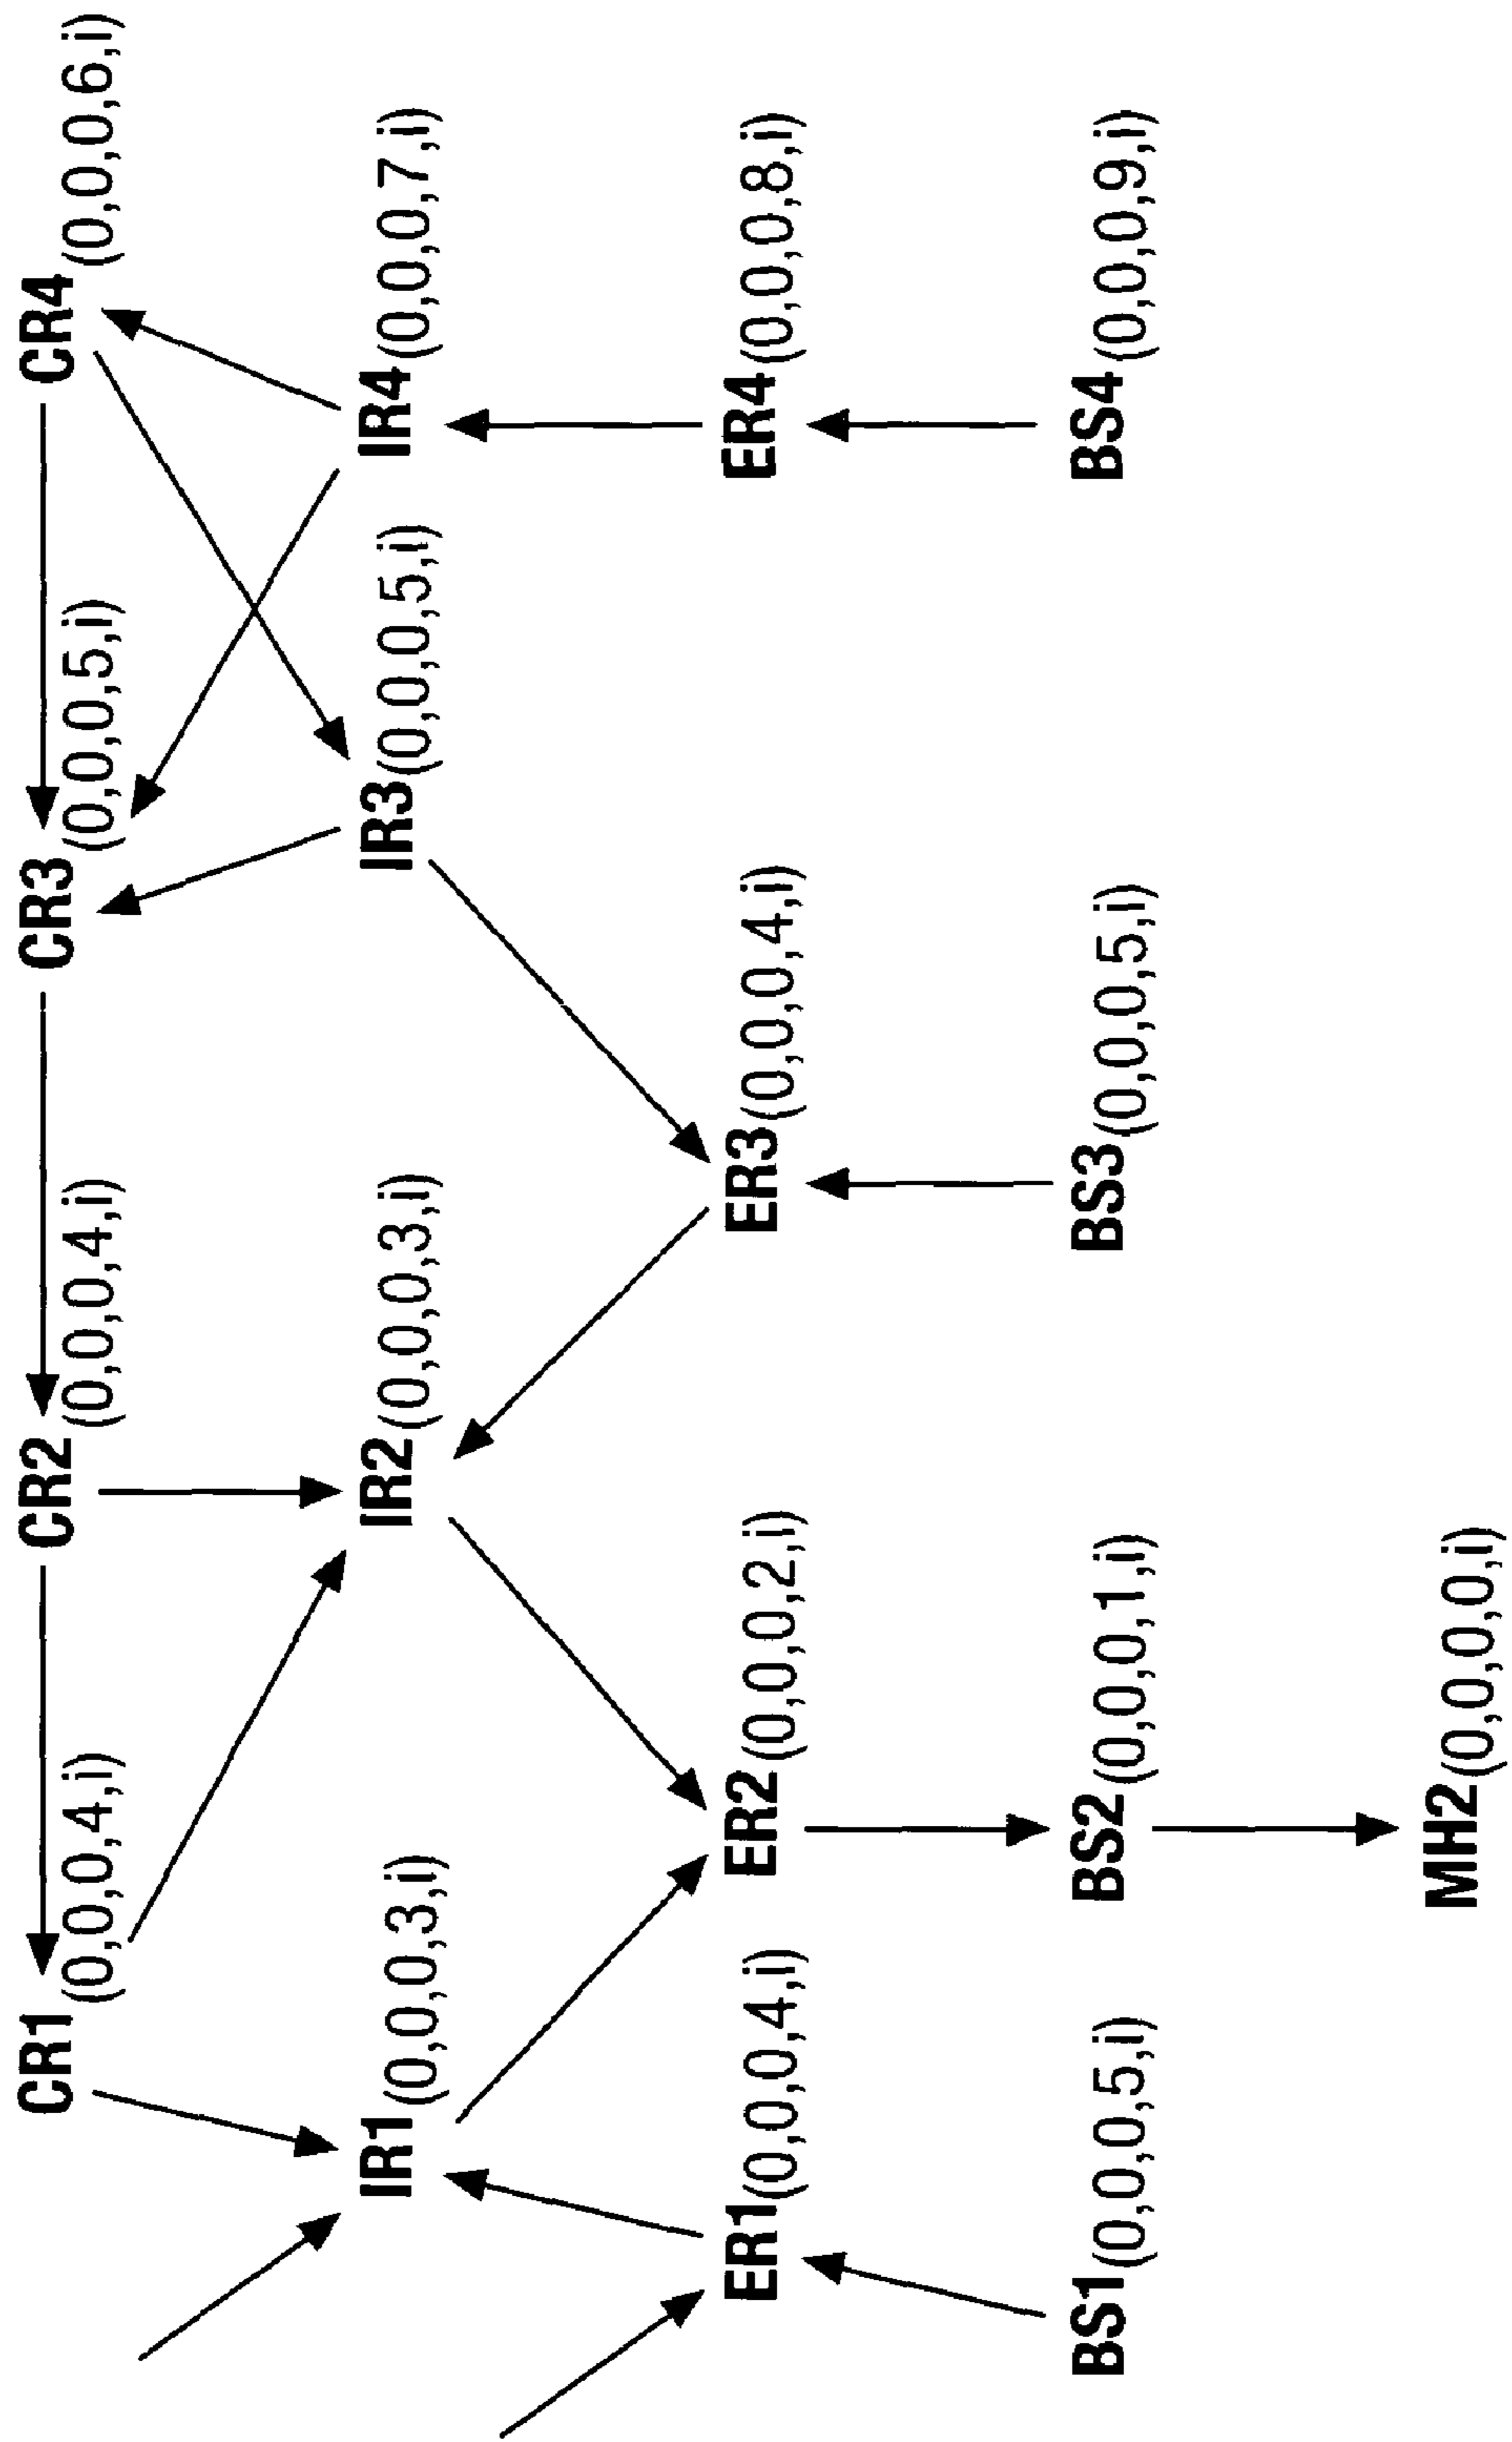 CR1 (0,0,0,4,i)
CR2 (0,0,0,4,i)
CR3 (0,0,0,5,i)
CR4 (0,0,0,6,i)
IR1 (0,0,0,3,i)
IR2 (0,0,0,3,i)
IR3 (0,0,0,5,i)
IR4 (0,0,0,7,i)
ER1 (0,0,0,4,i)
ER2 (0,0,0,2,i)
ER3 (0,0,0,4,i)
ER4 (0,0,0,8,i)
BS1 (0,0,0,5,i)
BS2 (0,0,0,1,i)
BS3 (0,0,0,5,i)
BS4 (0,0,0,9,i)
MH2 (0,0,0,0,i)